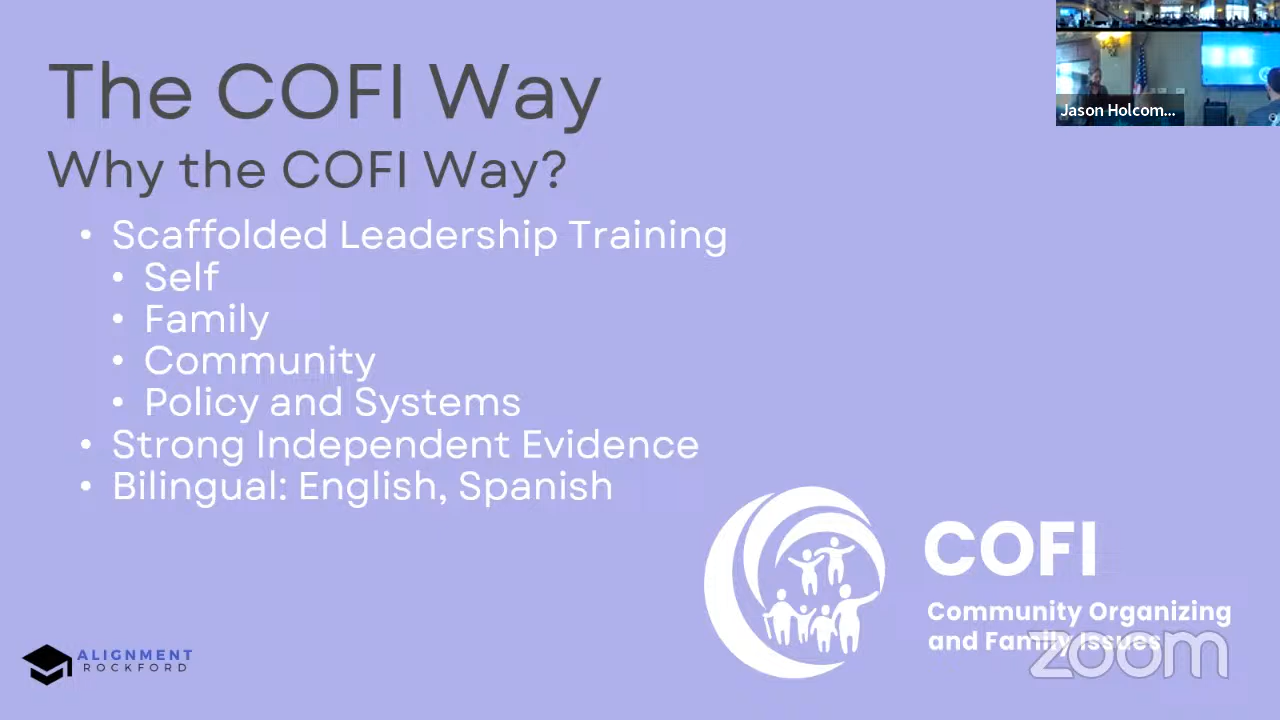 The COFI Way
Why the COFI Way?
• Scaffolded Leadership Training
• Self
• Family
• Community
• Policy and Systems
• Strong Independent Evidence
• Bilingual: English, Spanish
Jason Holcom...
COFI
Community Organizing
and Family Issues
zoom
ALIGNMENT
ROCKFORD